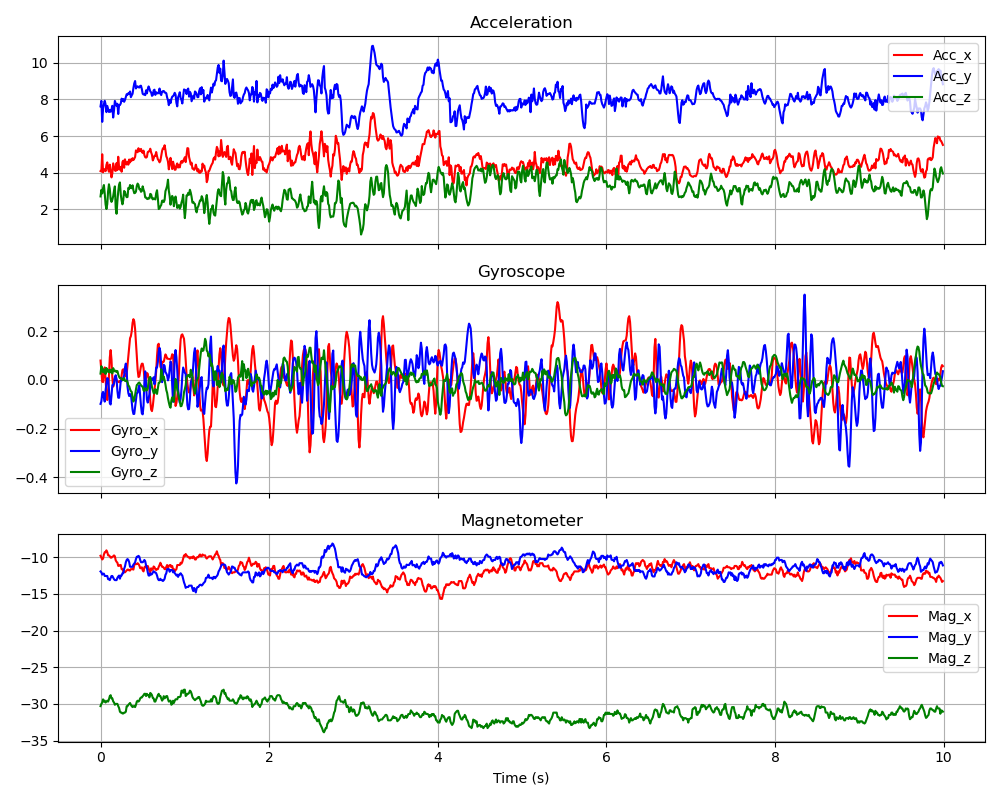 Acceleration
10
8
6
4
2
Acc_x
Acc_y
Acc_z
Gyroscope
0.2
0.0
−0.2
−0.4
Gyro_x
Gyro_y
Gyro_z
Magnetometer
−10
−15
−20
−25
−30
−35
Mag_x
Mag_y
Mag_z
0 2 4 6 8 10
Time (s)